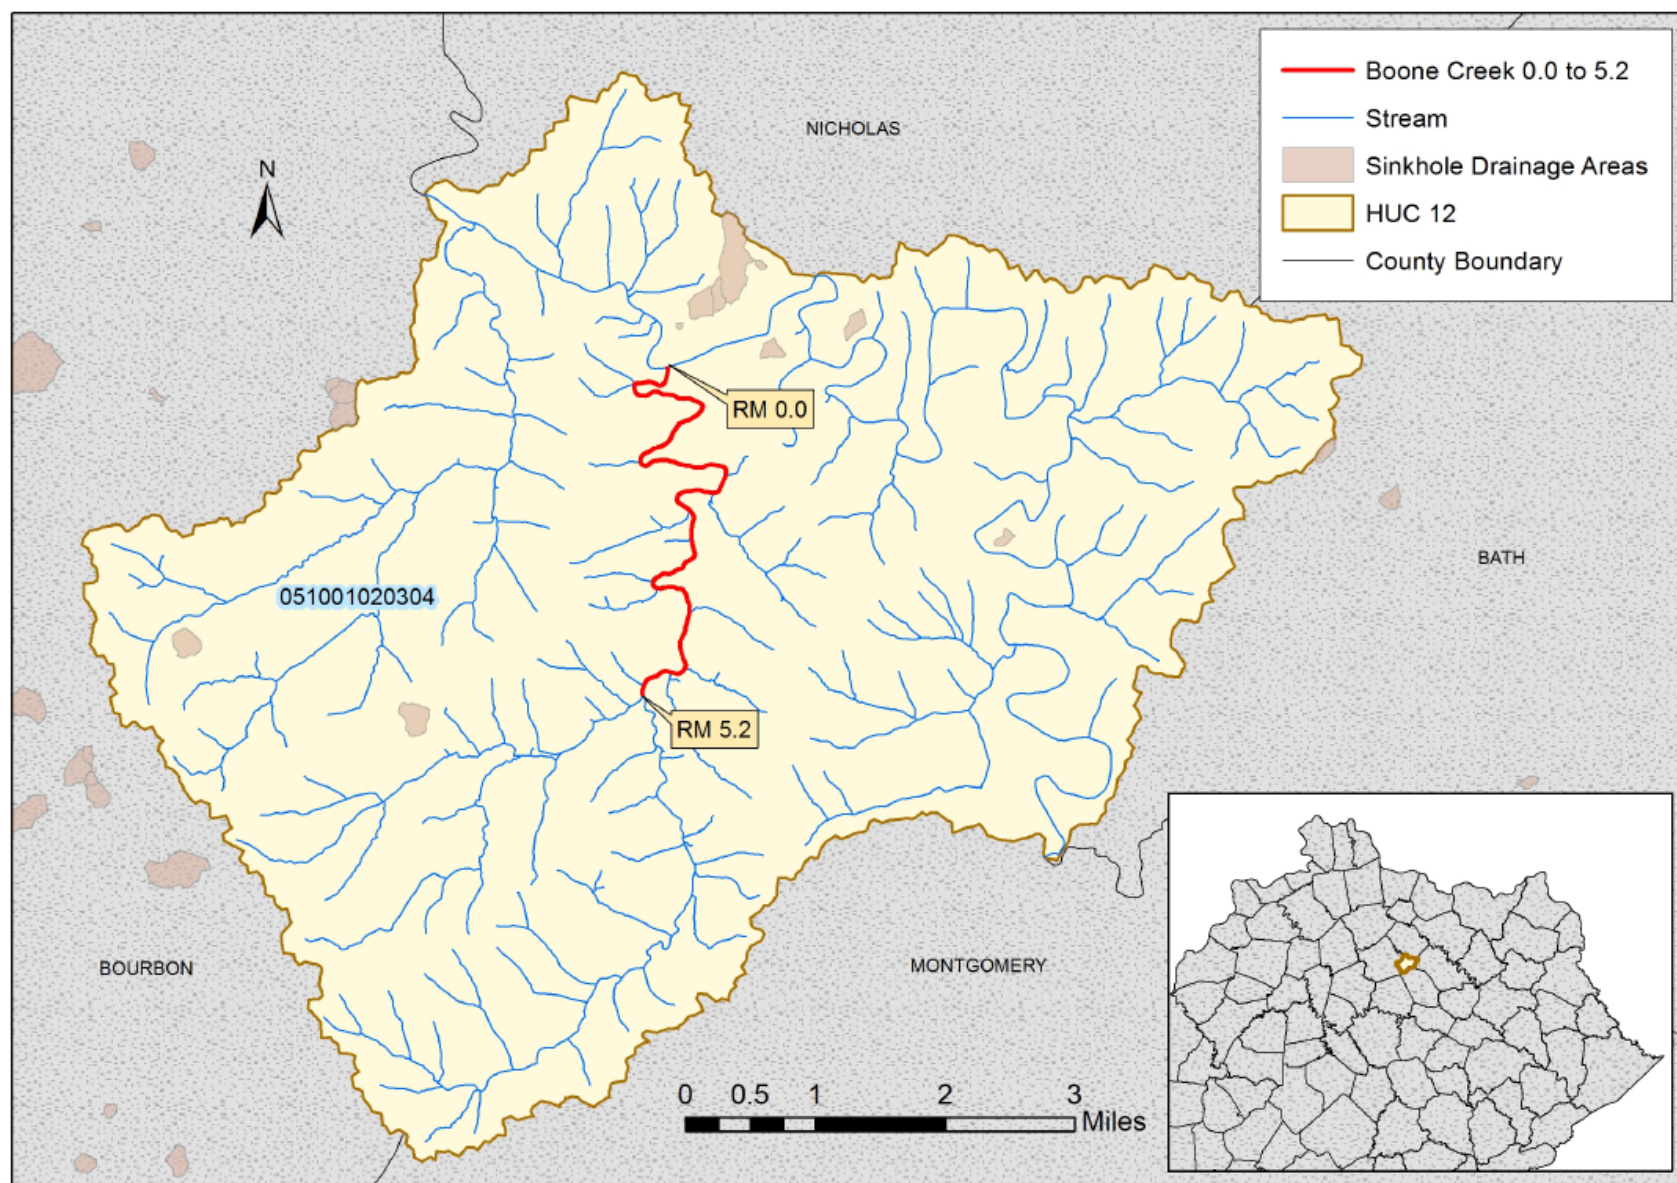 Boone Creek 0.0 to 5.2
Stream
Sinkhole Drainage Areas
HUC 12
County Boundary
NICHOLAS
N
RM 0.0
BATH
051001020304
RM 5.2
BOURBON
MONTGOMERY
0 0.5 1 2 3
Miles